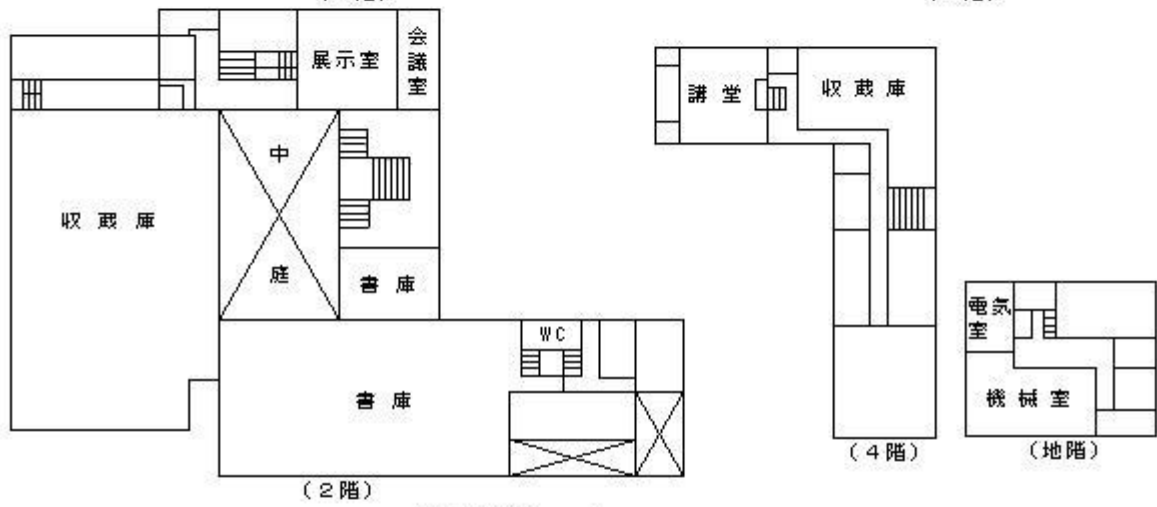 展示室
会議室
中庭
収蔵庫
書庫
WC
書庫
(2階)
講堂
収蔵庫
(4階)
電気室
機械室
(地階)